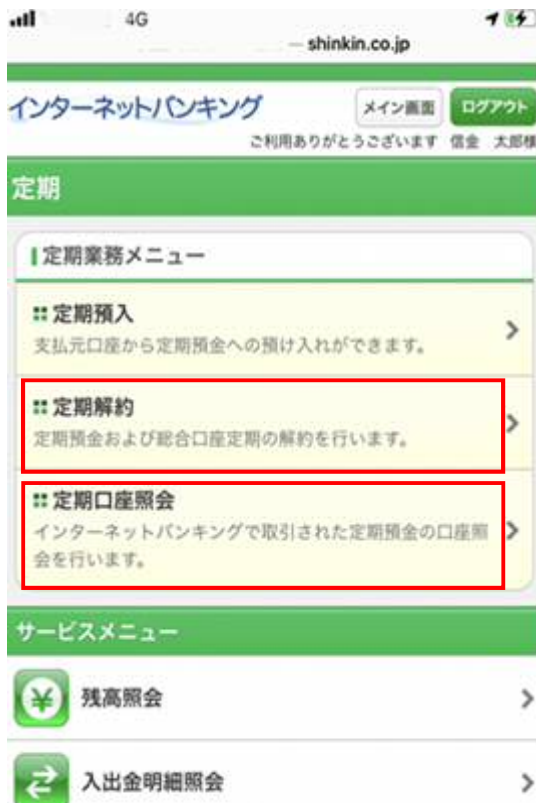 4G
shinkin.co.jp
インターネットバンキング
メイン画面
ログアウト
ご利用ありがとうございます 信金 太郎様
定期
定期業務メニュー
定期預入
支払元口座から定期預金への預け入れができます。
定期解約
定期預金および総合口座定期の解約を行います。
定期口座照会
インターネットバンキングで取引された定期預金の口座照
会を行います。
サービスメニュー
残高照会
入出金明細照会